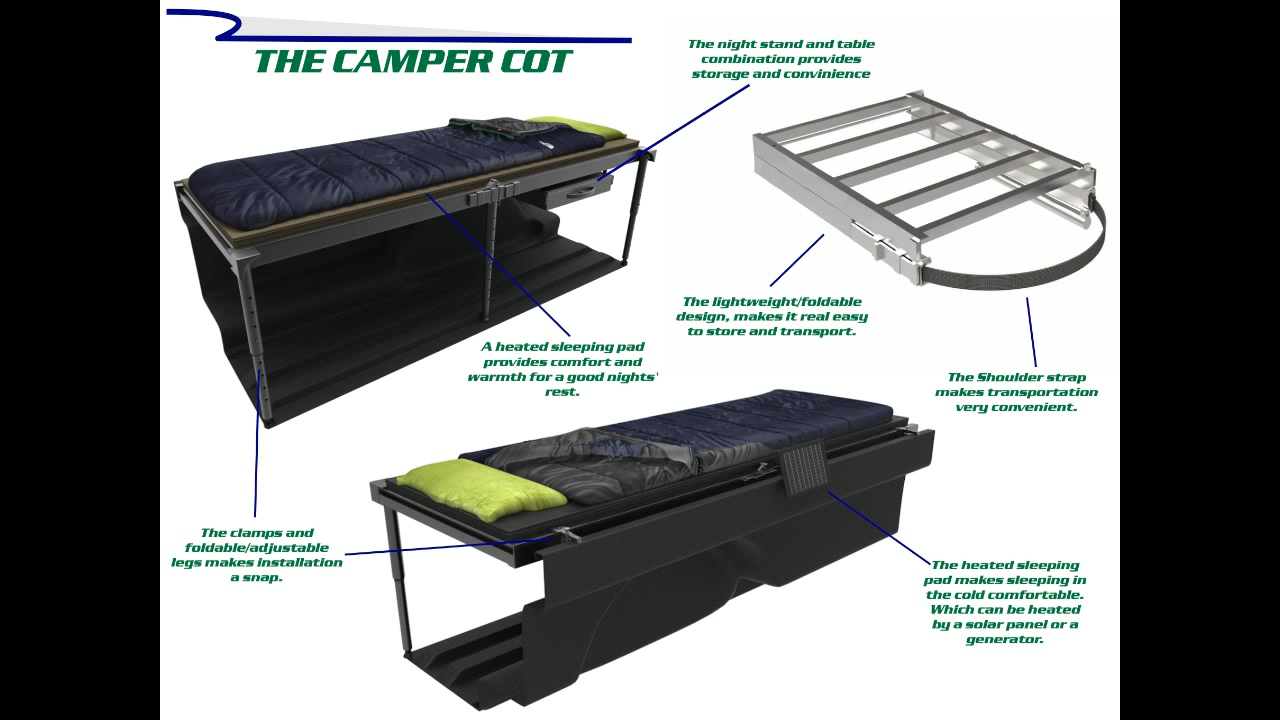 THE CAMPER COT
The night stand and table
combination provides
storage and convinience
The lightweight/foldable
design, makes it real easy
to store and transport.
A heated sleeping pad
provides comfort and
warmth for a good nights'
rest.
The Shoulder strap
makes transportation
very convenient.
The clamps and
foldable/adjustable
legs makes installation
a snap.
The heated sleeping
pad makes sleeping in
the cold comfortable.
Which can be heated
by a solar panel or a
generator.